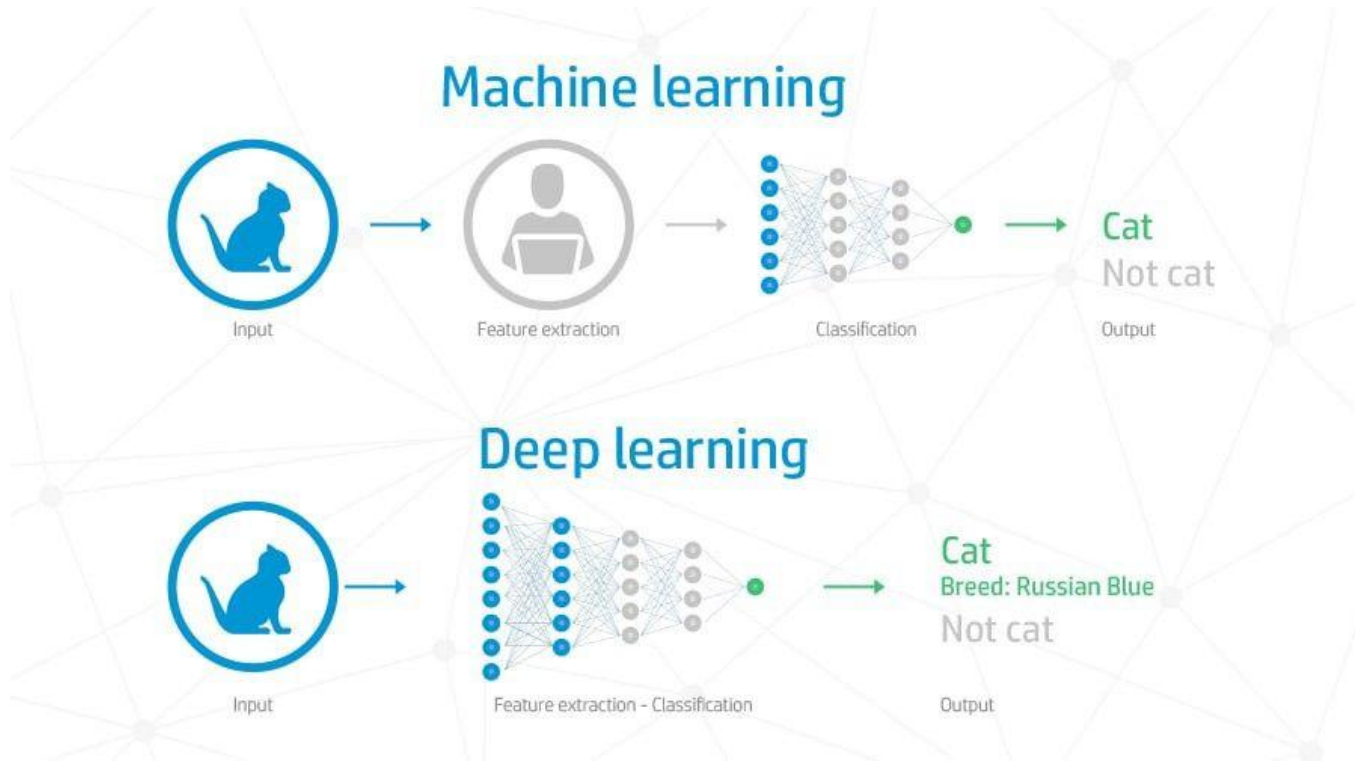 Machine learning
Cat
Not cat
Input
Feature extraction
Classification
Output
Deep learning
Cat
Breed: Russian Blue
Not cat
Input
Feature extraction - Classification
Output